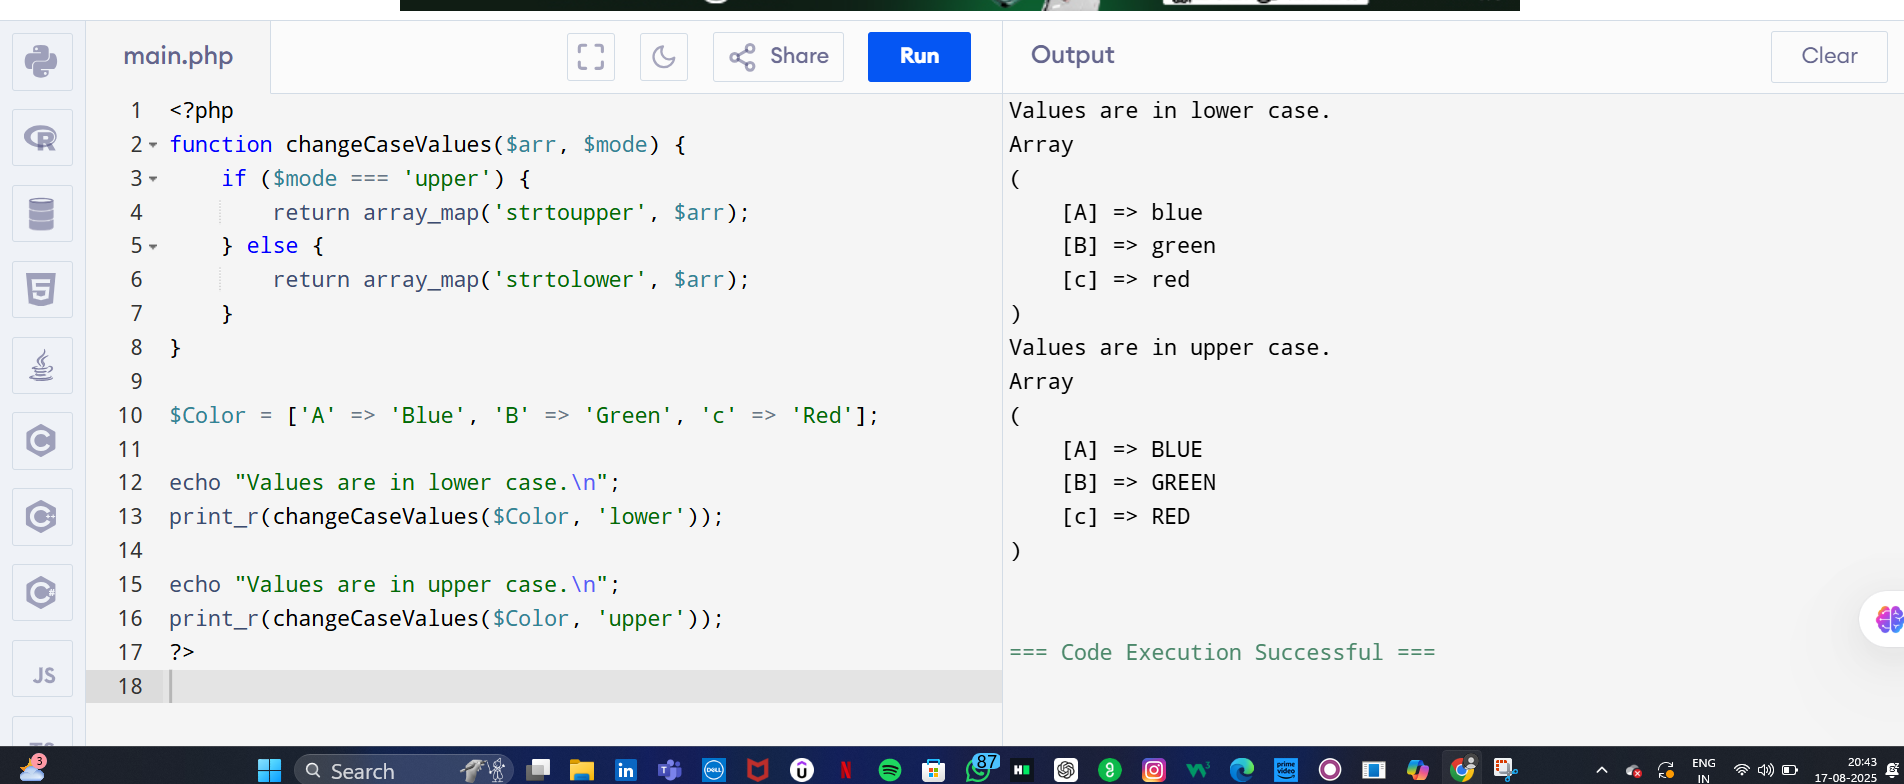 main.php
Share
Run
Output
Clear
1 <?php
2 function changeCaseValues($arr, $mode) {
3     if ($mode === 'upper') {
4         return array_map('strtoupper', $arr);
5     } else {
6         return array_map('strtolower', $arr);
7     }
8 }
9
10 $Color = ['A' => 'Blue', 'B' => 'Green', 'c' => 'Red'];
11
12 echo "Values are in lower case.\n";
13 print_r(changeCaseValues($Color, 'lower'));
14
15 echo "Values are in upper case.\n";
16 print_r(changeCaseValues($Color, 'upper'));
17 ?>
18
Values are in lower case.
Array
(
    [A] => blue
    [B] => green
    [c] => red
)
Values are in upper case.
Array
(
    [A] => BLUE
    [B] => GREEN
    [c] => RED
)
=== Code Execution Successful ===
JS
3
Search
in
DELL
87
prime video
ENG
IN
20:43
17-08-2025